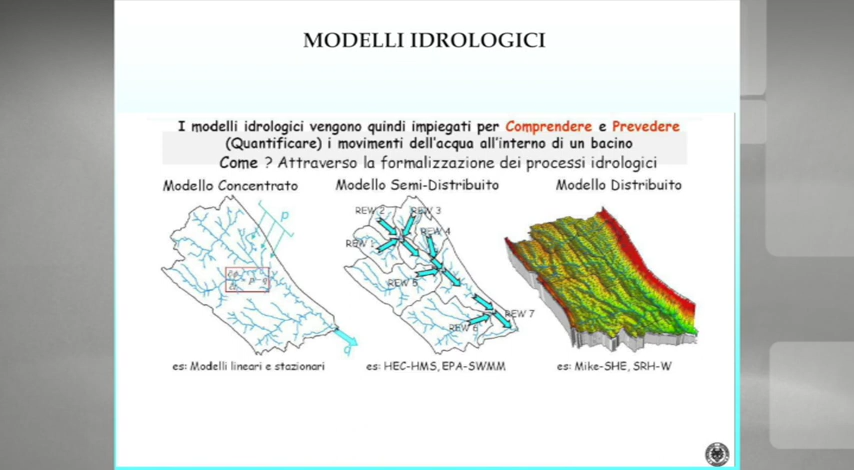 MODELLI IDROLOGICI
I modelli idrologici vengono quindi impiegati per Comprendere e Prevedere
(Quantificare) i movimenti dell'acqua all'interno di un bacino
Come ? Attraverso la formalizzazione dei processi idrologici
Modello Concentrato Modello Semi-Distribuito Modello Distribuito
REW 2 REW 3
P
REW 4
REW 1
REW 5
REW 7
REW 6
es: Modelli lineari e stazionari es: HEC-HMS, EPA-SWMM es: Mike-SHE, SRH-W